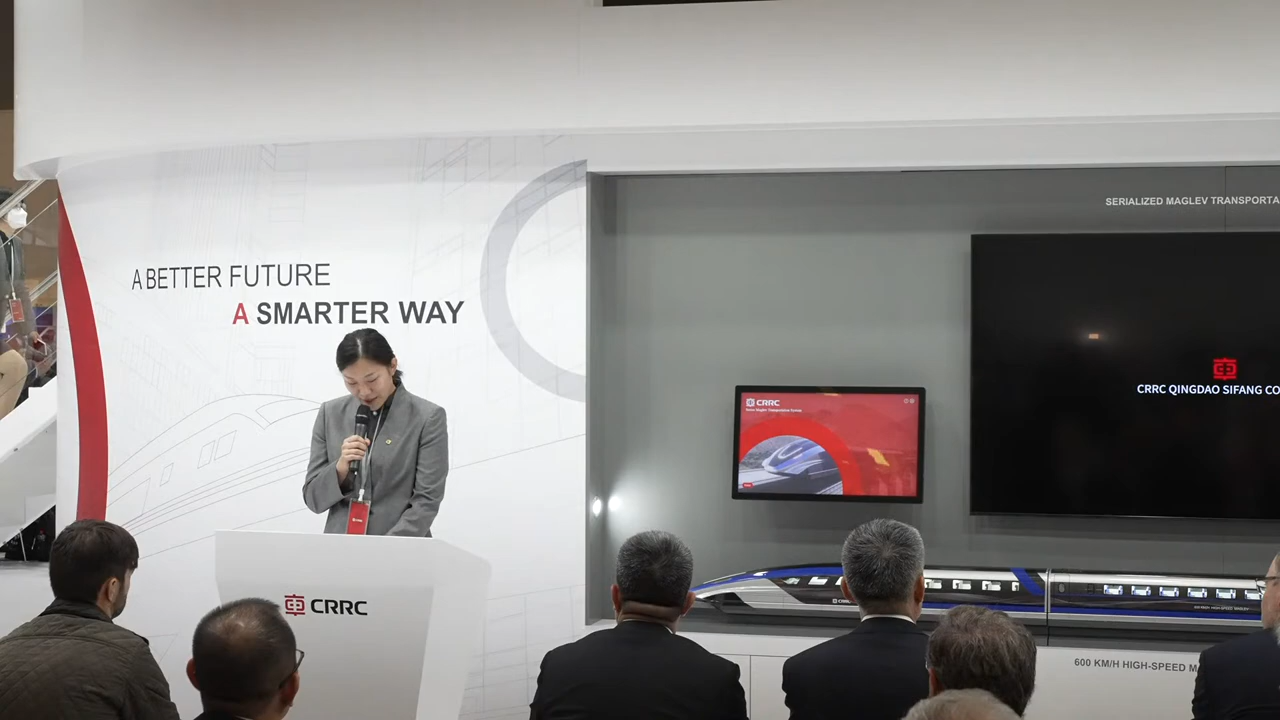 A BETTER FUTURE
A SMARTER WAY
SERIALIZED MAGLEV TRANSPORTA
CRRC
CRRC QINGDAO SIFANG CO
CRRC
CRRC
600 KM/H HIGH-SPEED M